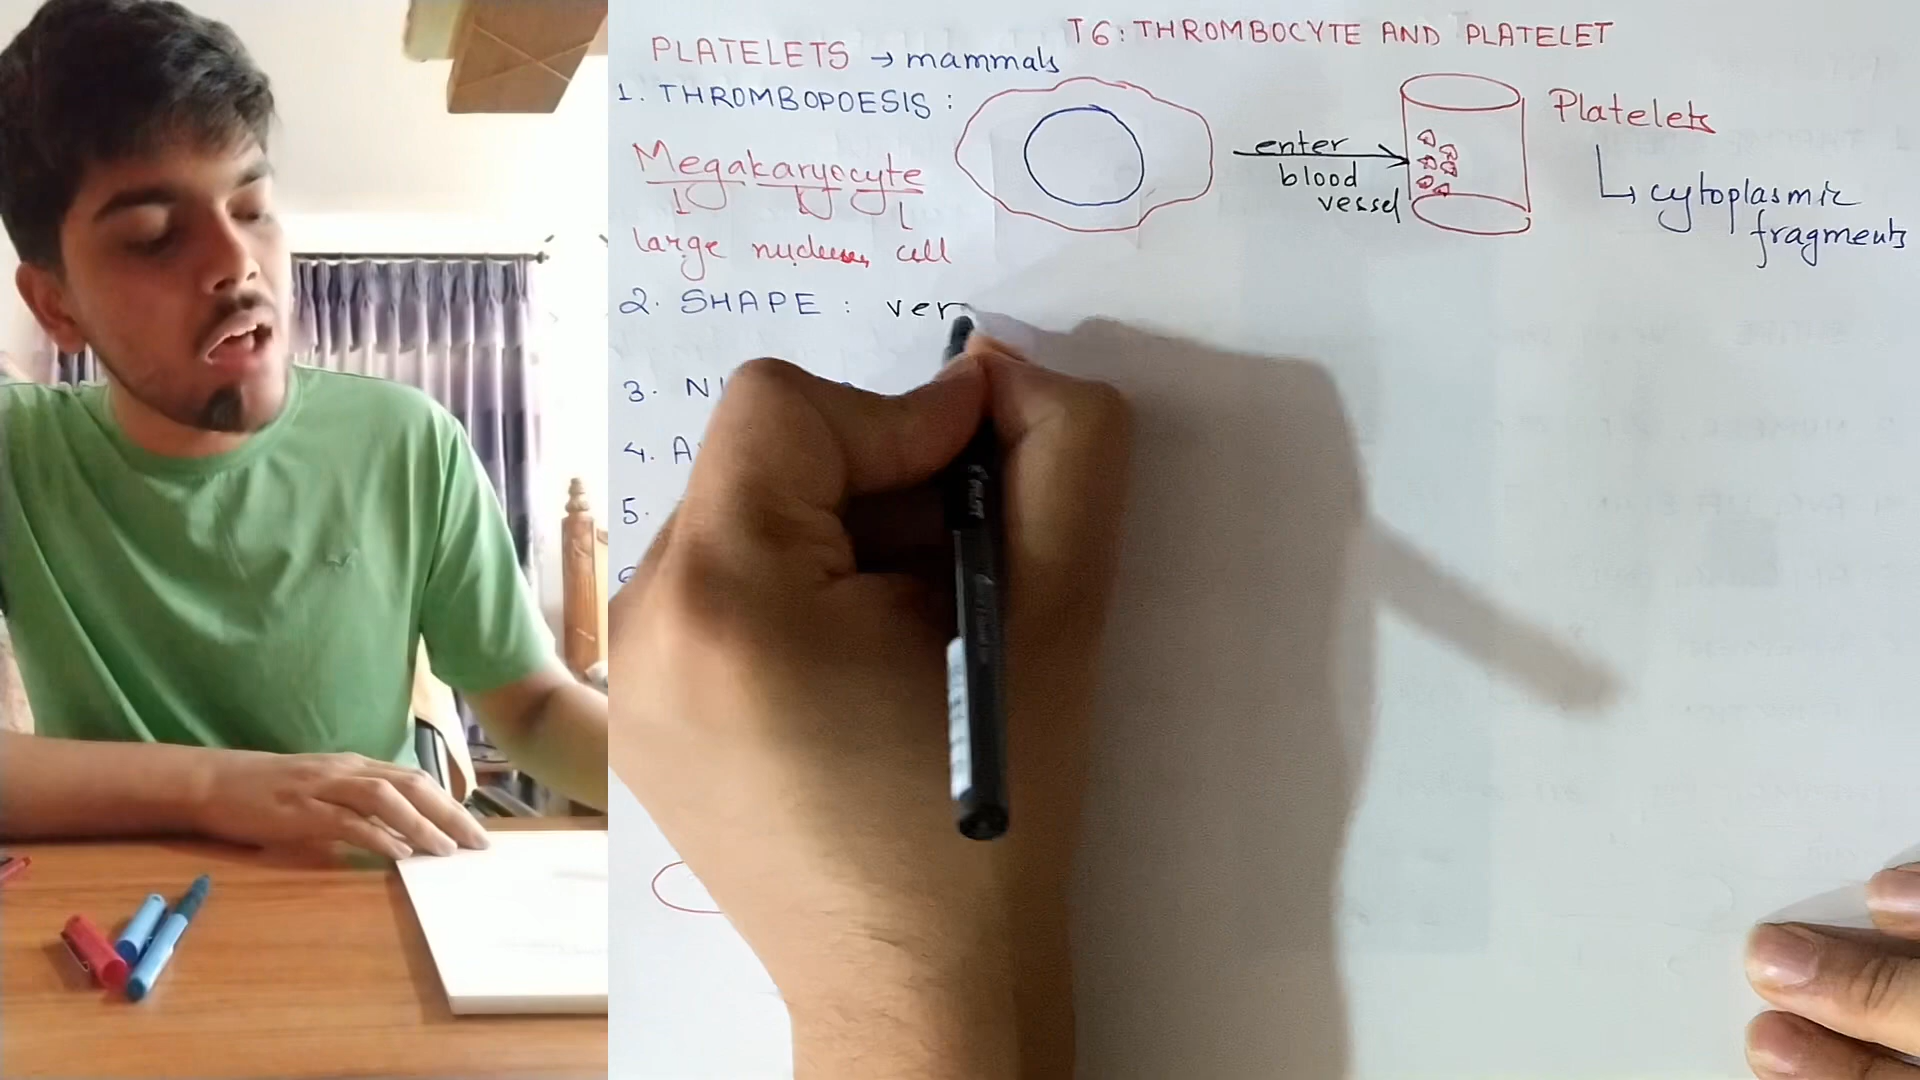 T6: THROMBOCYTE AND PLATELET
PLATELETS → mammals
1. THROMBOPOESIS :
Megakaryocyte
large nucleus cell
enter
blood
vessel
Platelets
cytoplasmic
fragments
2. SHAPE : ver
3. N
4. A
5.
PILOT